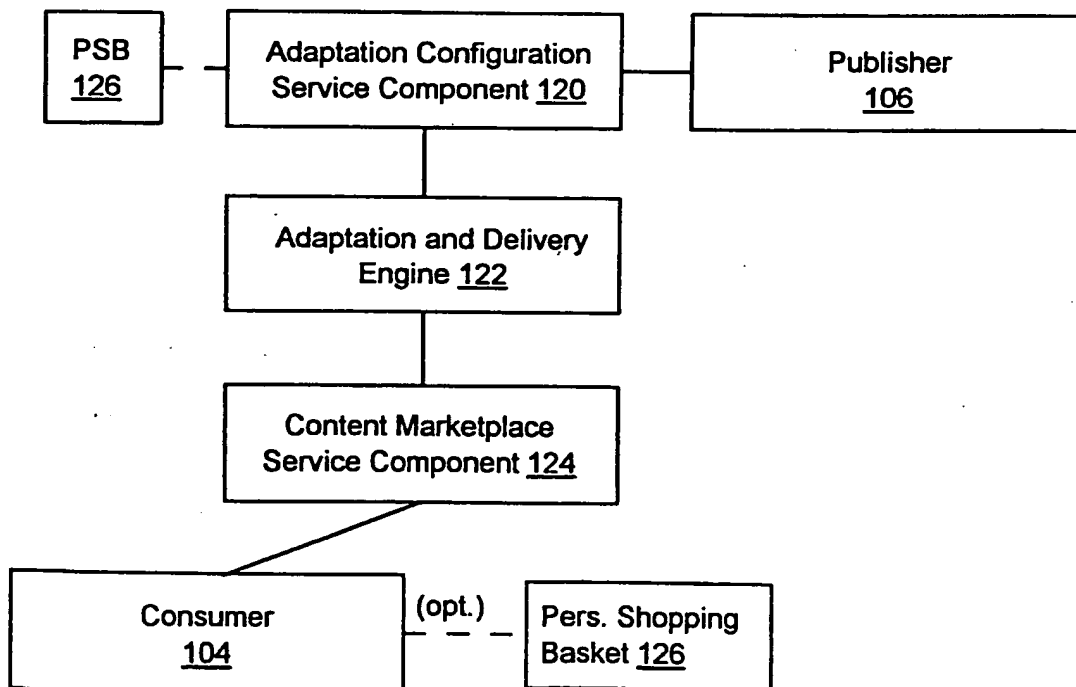 PSB
126
Adaptation Configuration
Service Component 120
Publisher
106
Adaptation and Delivery
Engine 122
Content Marketplace
Service Component 124
Consumer
104
(opt.)
Pers. Shopping
Basket 126